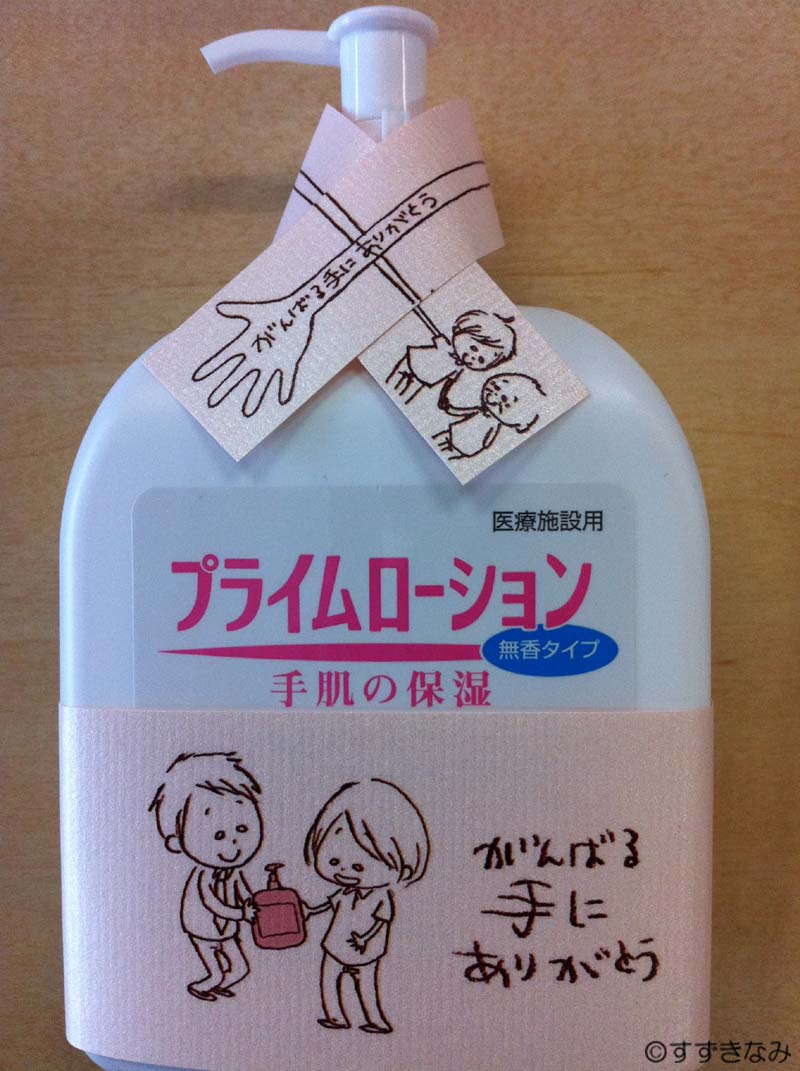 がんばる手に ありがとう
医療施設用
プライムローション
無香タイプ
手肌の保湿
がんばる
手に
ありがとう
©すずきなみ